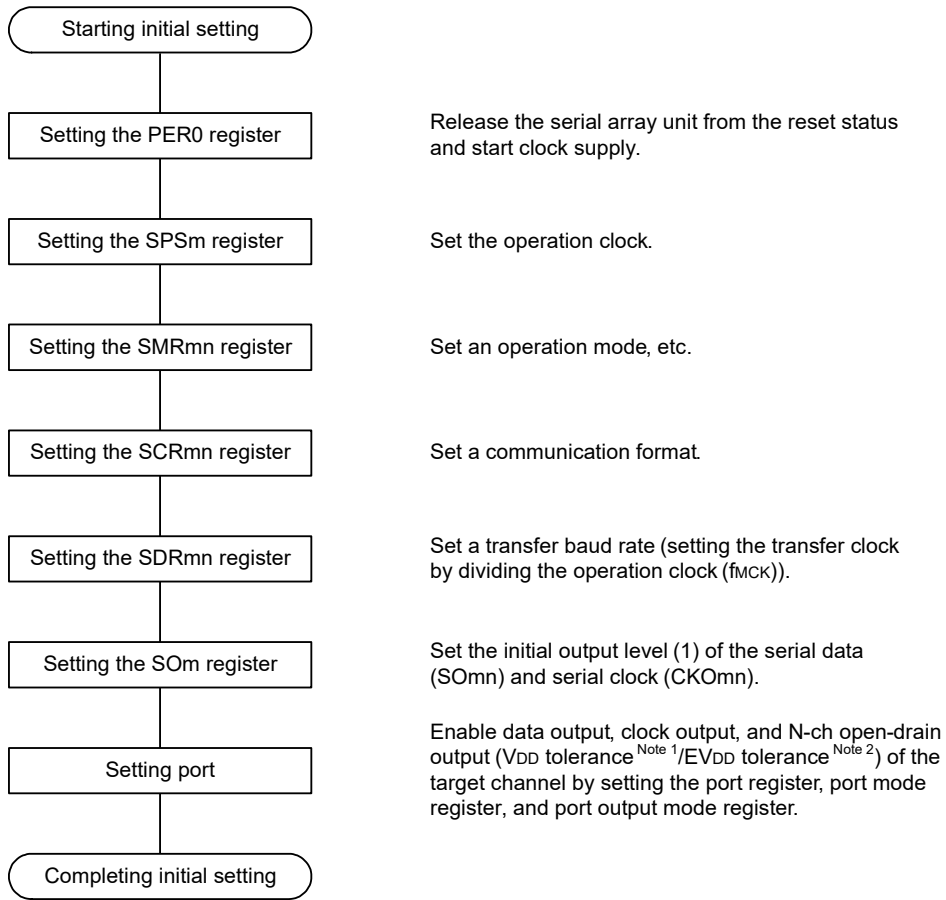 Starting initial setting
Setting the PER0 register
Release the serial array unit from the reset status
and start clock supply.
Setting the SPSm register
Set the operation clock.
Setting the SMRmn register
Set an operation mode, etc.
Setting the SCRmn register
Set a communication format.
Setting the SDRmn register
Set a transfer baud rate (setting the transfer clock
by dividing the operation clock (fMCK)).
Setting the SOm register
Set the initial output level (1) of the serial data
(SOmn) and serial clock (CKOmn).
Setting port
Enable data output, clock output, and N-ch open-drain
output (VDD tolerance Note 1/EVDD tolerance Note 2) of the
target channel by setting the port register, port mode
register, and port output mode register.
Completing initial setting